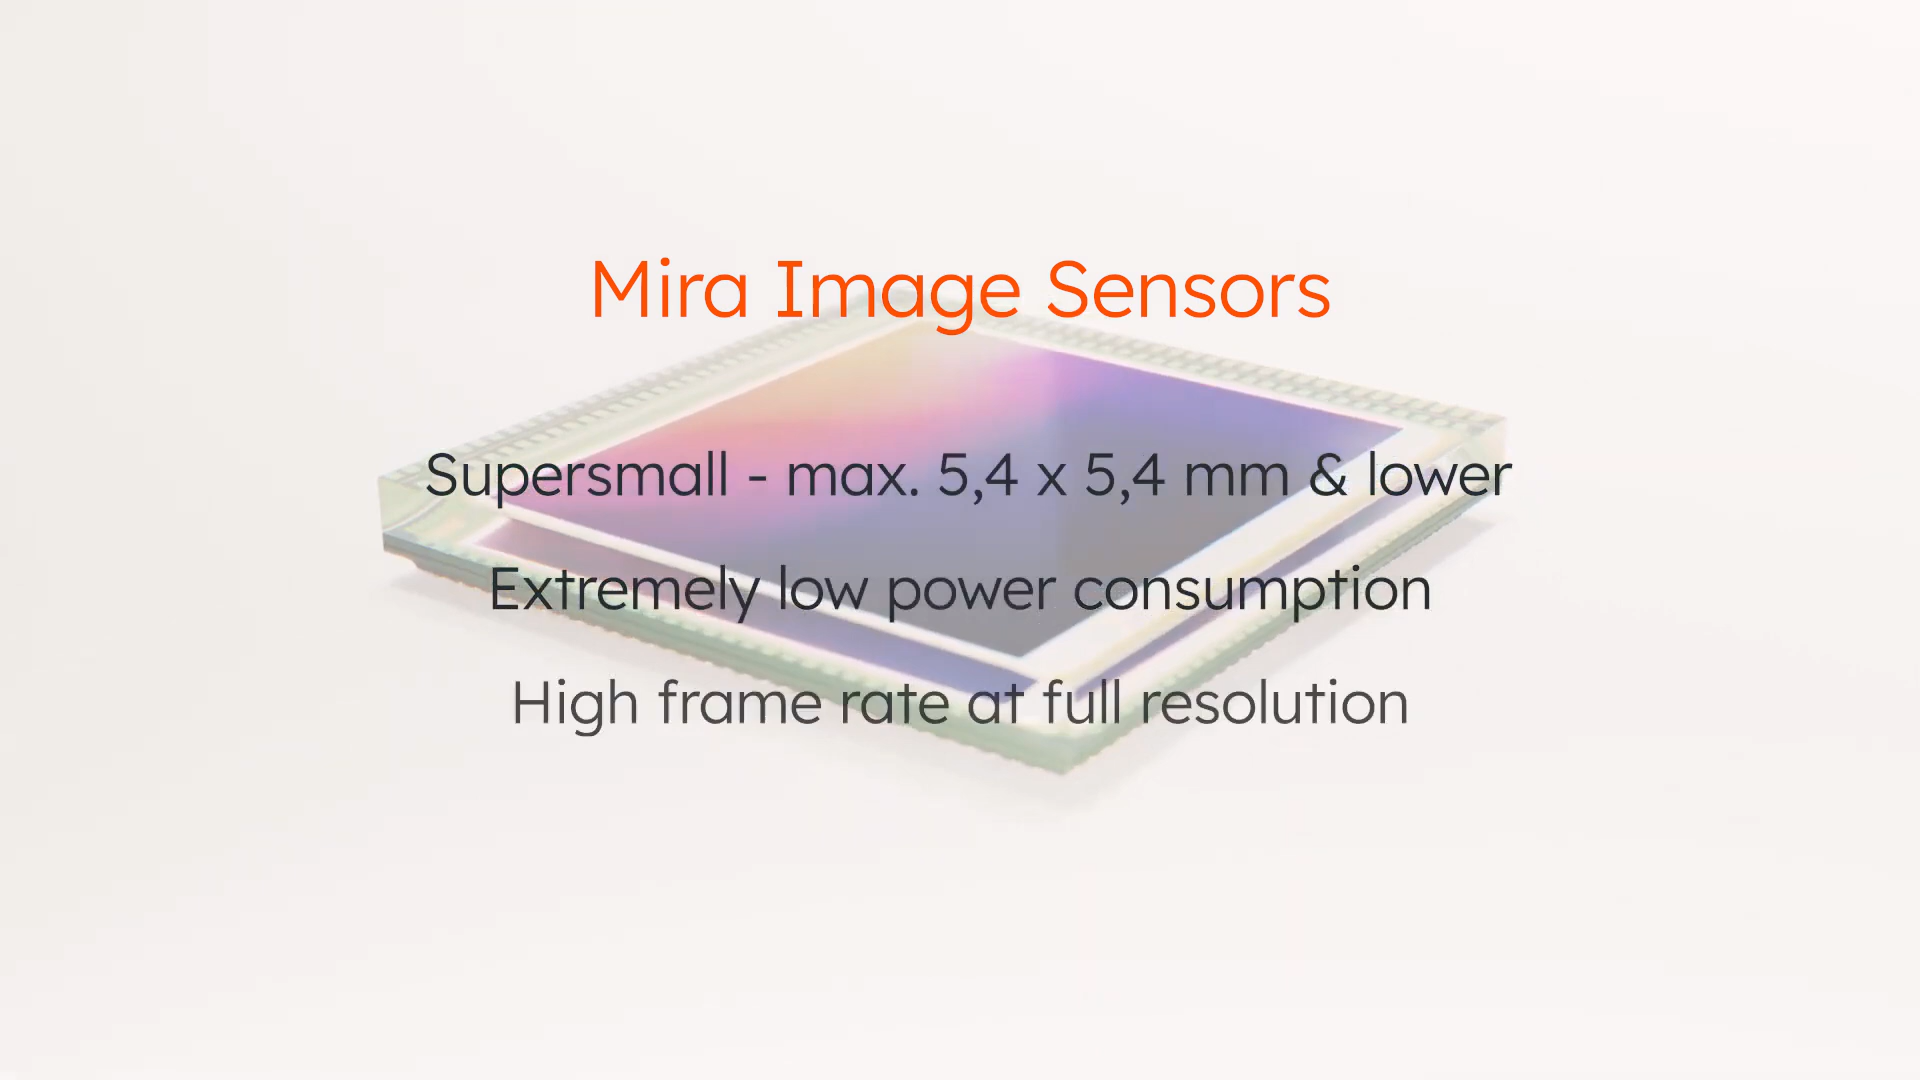 Mira Image Sensors
Supersmall - max. 5,4 x 5,4 mm & lower
Extremely low power consumption
High frame rate at full resolution